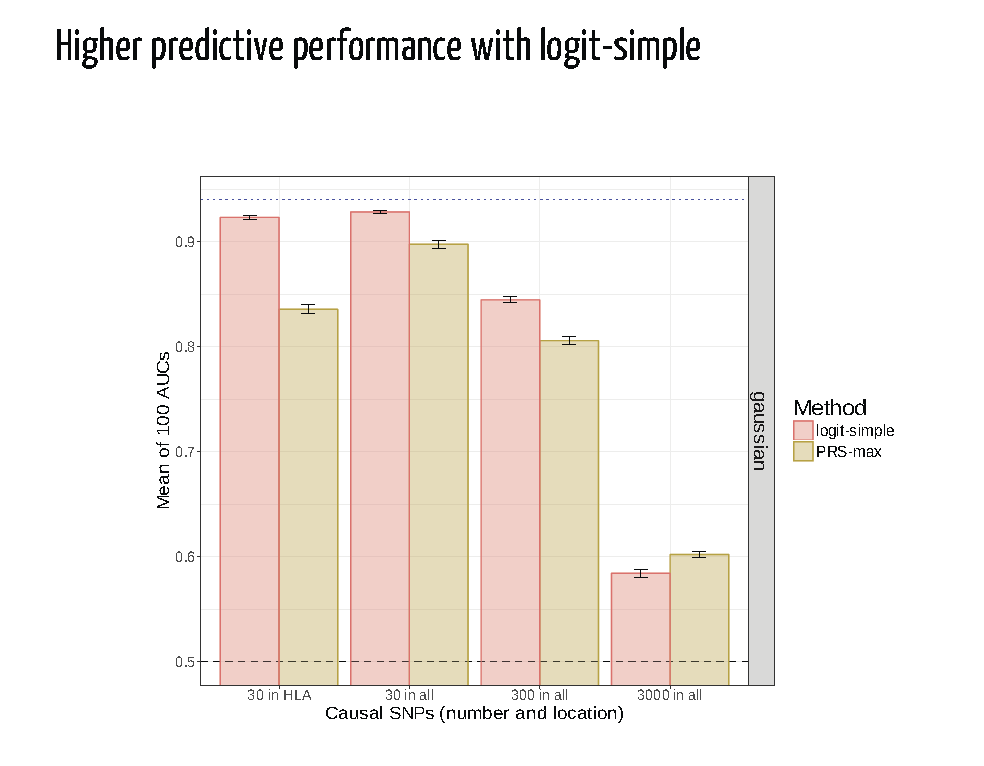 Higher predictive performance with logit-simple
0.9
0.8
0.7
0.6
0.5
Mean of 100 AUCs
30 in HLA
30 in all
300 in all
3000 in all
Causal SNPs (number and location)
gaussian
Method
logit-simple
PRS-max